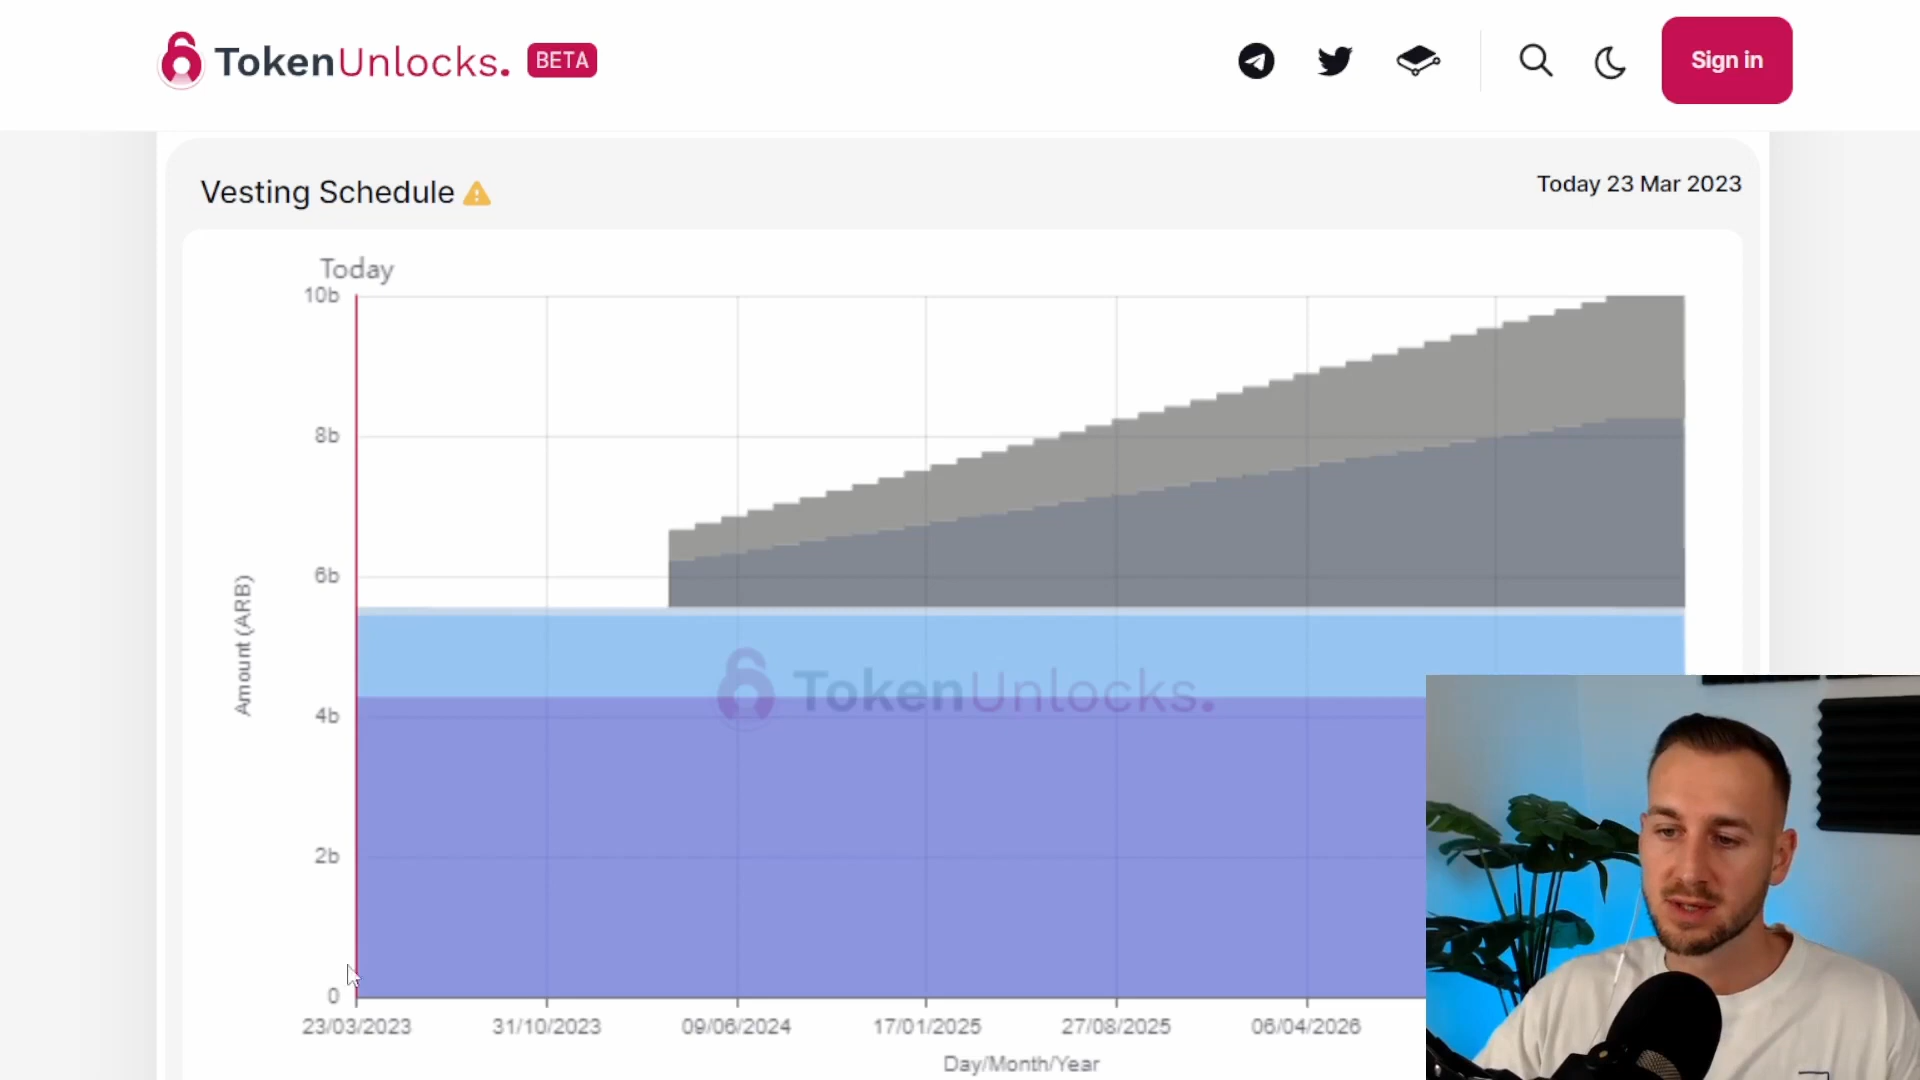 TokenUnlocks. BETA
Sign in
Vesting Schedule
Today 23 Mar 2023
Today
10b
8b
6b
4b
2b
0
Amount (ARB)
TokenUnlocks.
23/03/2023 31/10/2023 09/06/2024 17/01/2025 27/08/2025 06/04/2026
Day/Month/Year